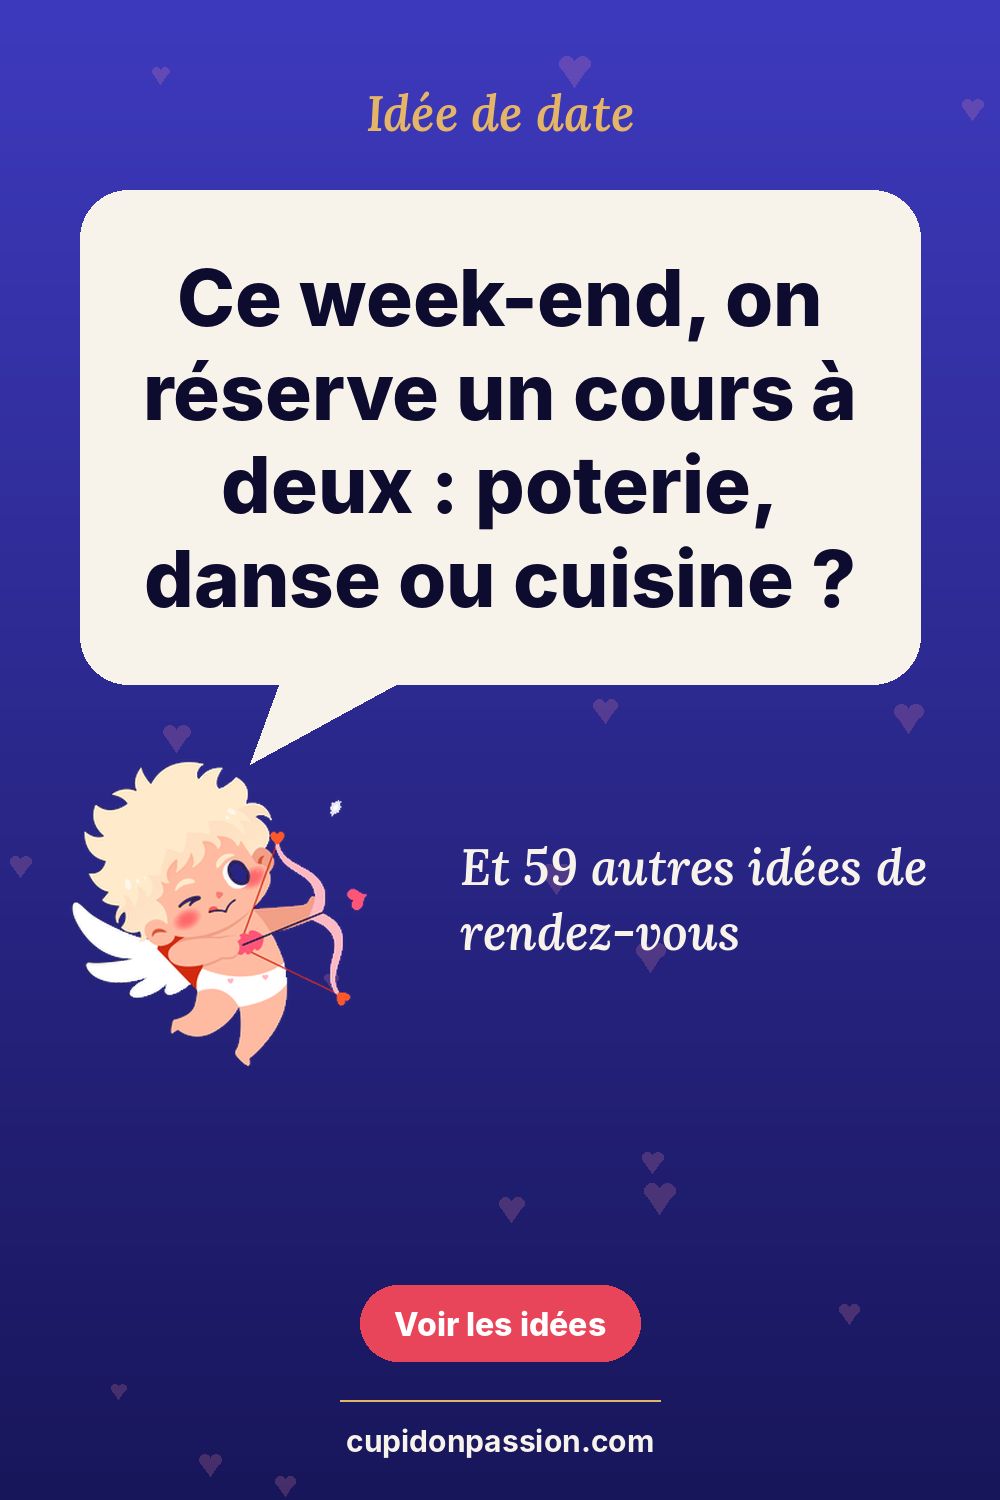 Idée de date
Ce week-end, on
réserve un cours à
deux : poterie,
danse ou cuisine ?
Et 59 autres idées de
rendez-vous
Voir les idées
cupidonpassion.com